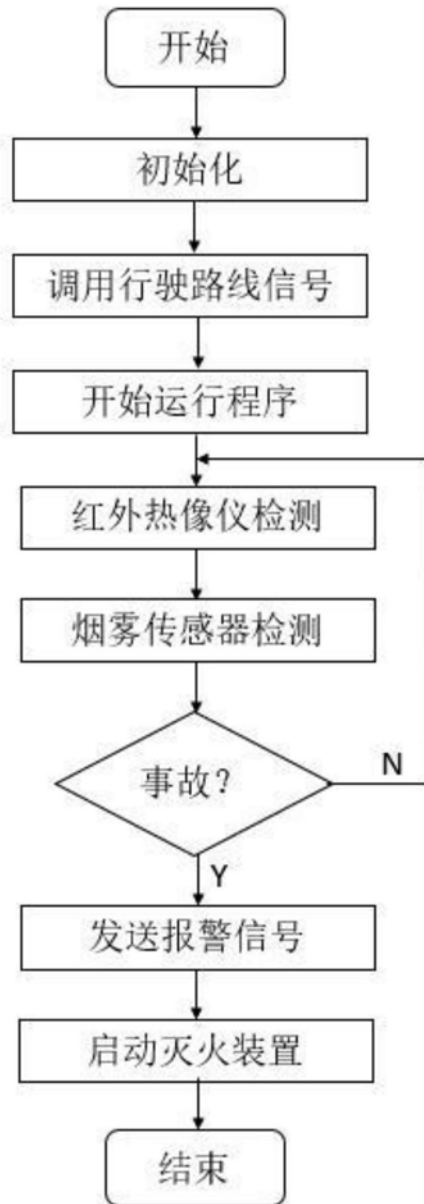 开始
初始化
调用行驶路线信号
开始运行程序
红外热像仪检测
烟雾传感器检测
事故?
N
Y
发送报警信号
启动灭火装置
结束